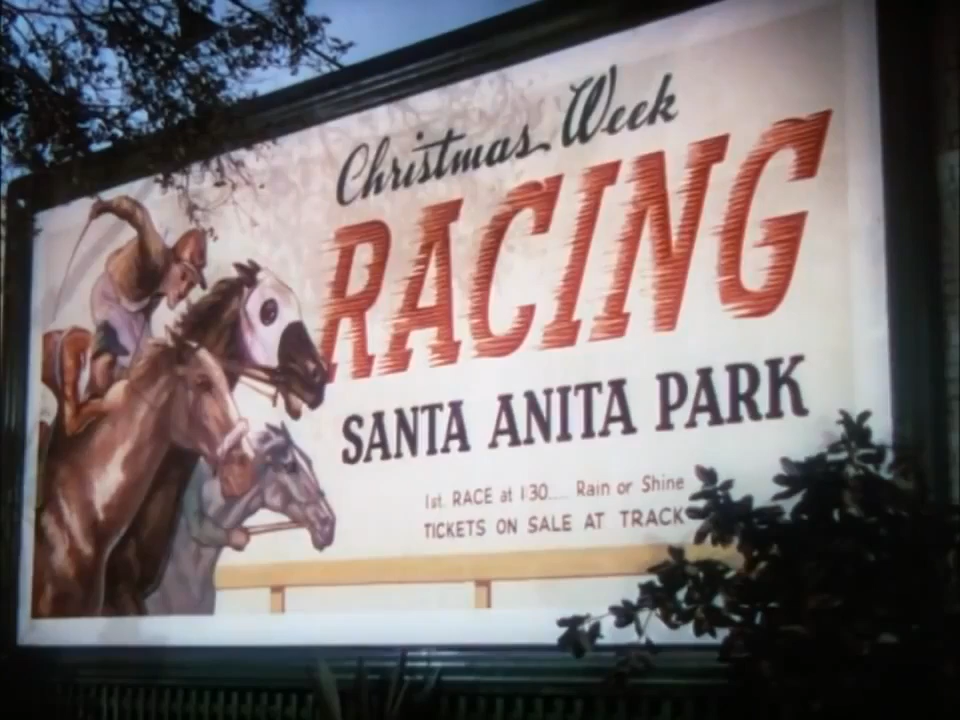 Christmas Week
RACING
SANTA ANITA PARK
1st. RACE at 1:30.... Rain or Shine
TICKETS ON SALE AT TRACK